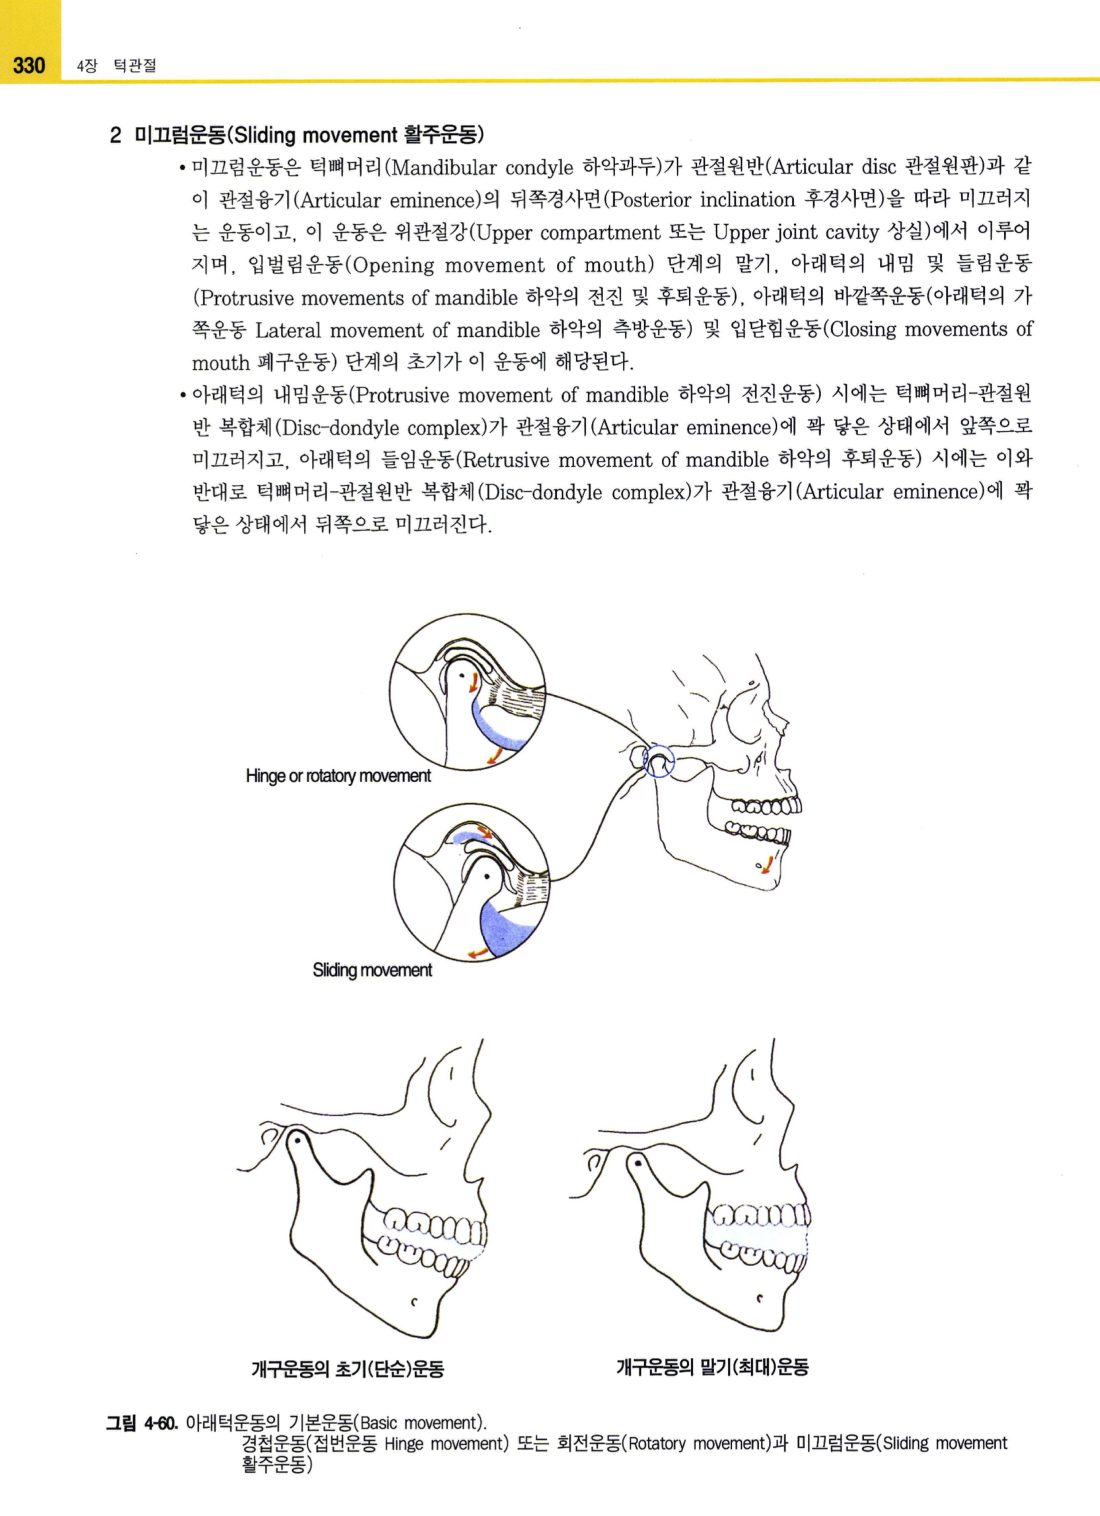 330 4장 턱관절
2 미끄럼운동(Sliding movement 활주운동)
• 미끄럼운동은 턱뼈머리(Mandibular condyle 하악과두)가 관절원반(Articular disc 관절원판)과 같
이 관절융기(Articular eminence)의 뒤쪽경사면(Posterior inclination 후경사면)을 따라 미끄러지
는 운동이고, 이 운동은 위관절강(Upper compartment 또는 Upper joint cavity 상실)에서 이루어
지며, 입벌림운동(Opening movement of mouth) 단계의 말기, 아래턱의 내밈 및 들림운동
(Protrusive movements of mandible 하악의 전진 및 후퇴운동), 아래턱의 바깥쪽운동(아래턱의 가
쪽운동 Lateral movement of mandible 하악의 측방운동) 및 입닫힘운동(Closing movements of
mouth 폐구운동) 단계의 초기가 이 운동에 해당된다.
• 아래턱의 내밈운동(Protrusive movement of mandible 하악의 전진운동) 시에는 턱뼈머리-관절원
반 복합체(Disc-dondyle complex)가 관절융기(Articular eminence)에 꽉 닿은 상태에서 앞쪽으로
미끄러지고, 아래턱의 들임운동(Retrusive movement of mandible 하악의 후퇴운동) 시에는 이와
반대로 턱뼈머리-관절원반 복합체(Disc-dondyle complex)가 관절융기(Articular eminence)에 꽉
닿은 상태에서 뒤쪽으로 미끄러진다.
Hinge or rotatory movement
Sliding movement
개구운동의 초기(단순)운동
개구운동의 말기(최대)운동
그림 4-60. 아래턱운동의 기본운동(Basic movement).
경첩운동(접번운동 Hinge movement) 또는 회전운동(Rotatory movement)과 미끄럼운동(Sliding movement
활주운동)